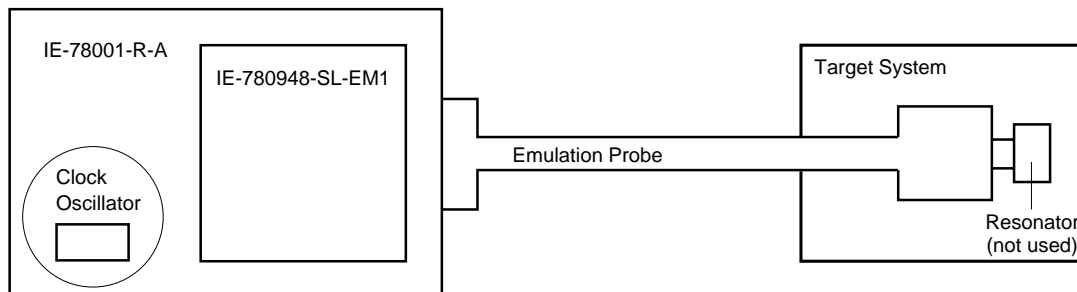 IE-78001-R-A
IE-780948-SL-EM1
Clock
Oscillator
Emulation Probe
Target System
Resonator
(not used)